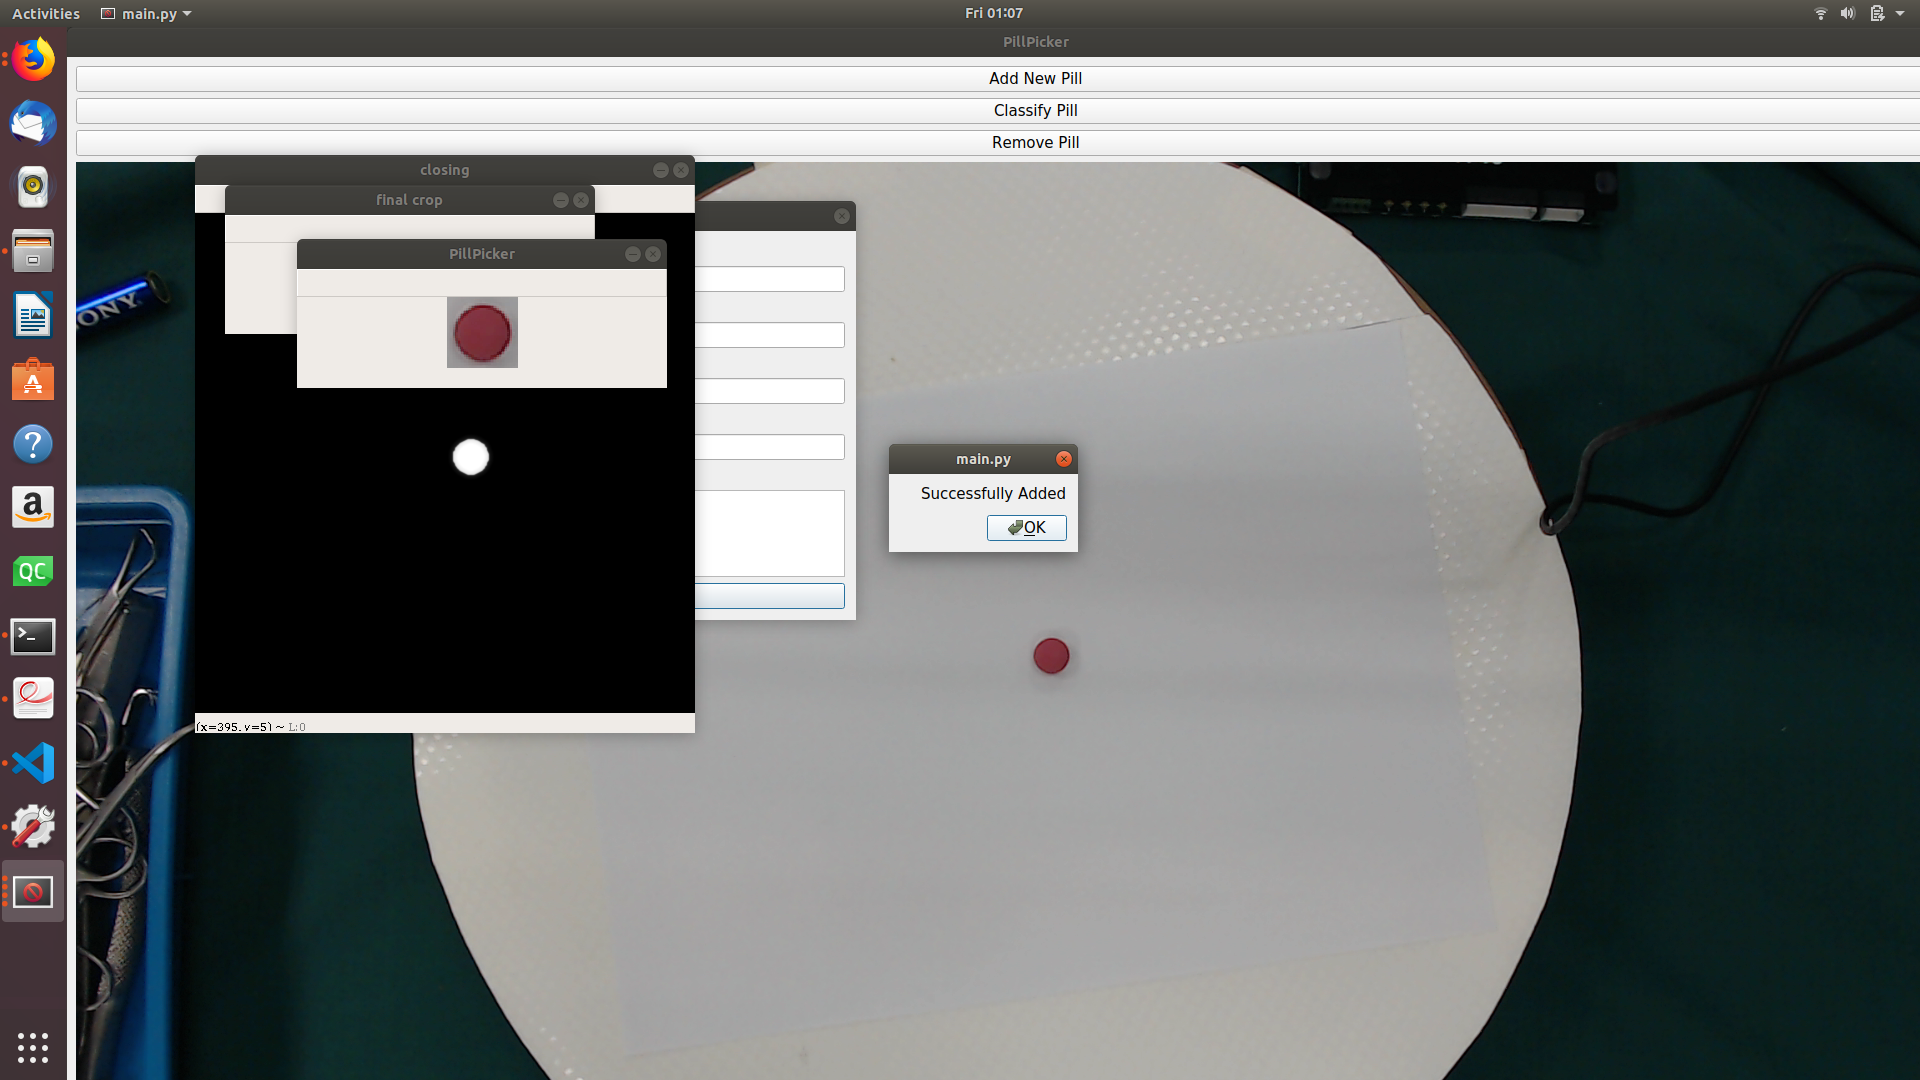 Activities
main.py
Fri 01:07
PillPicker
Add New Pill
Classify Pill
Remove Pill
closing
final crop
PillPicker
SONY
main.py
Successfully Added
OK
QC
(x=395, y=5) ~ L:0